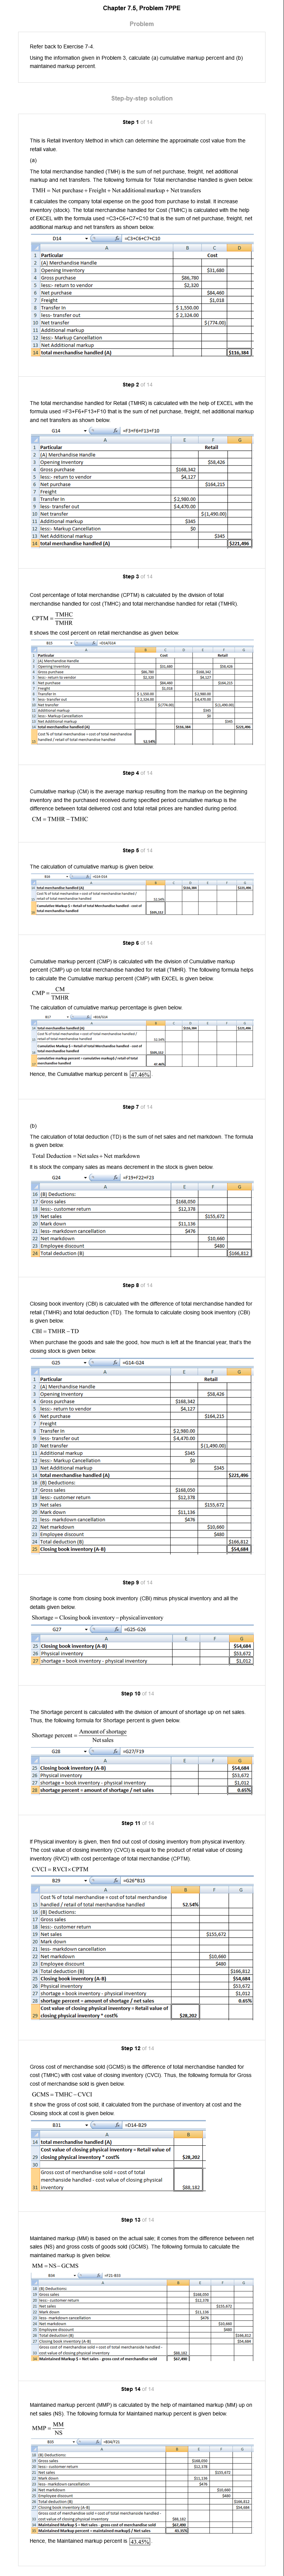 Chapter 7.5, Problem 7PPE
Problem
Refer back to Exercise 7-4.
Using the information given in Problem 3, calculate (a) cumulative markup percent and (b)
maintained markup percent.
Step-by-step solution
Step 1 of 14
This is Retail Inventory Method in which can determine the approximate cost value from the
retail value.
(a)
The total merchandise handled (TMH) is the sum of net purchase, freight, net additional
markup and net transfers. The following formula for Total merchandise Handled is given below.
TMH = Net purchase + Freight + Net additional markup + Net transfers
It calculates the company total expense on the good from purchase to install. If it increase
inventory (stock). The total merchandise handled for Cost (TMHC) is calculated with the help
of EXCEL with the formula used =C3+C6+C7+C10 that is the sum of net purchase, freight, net
additional markup and net transfers as shown below.
D14 fx =C3+C6+C7+C10
A B C D
1 Particular Cost
2 (A) Merchandise Handle
3 Opening Inventory $31,680
4 Gross purchase $86,780
5 less:- return to vendor $2,320
6 Net purchase $84,460
7 Freight $1,018
8 Transfer in $ 1,550.00
9 less- transfer out $ 2,324.00
10 Net transfer $(774.00)
11 Additional markup
12 less:- Markup Cancellation
13 Net Additional markup
14 total merchandise handled (A) $116,384
Step 2 of 14
The total merchandise handled for Retail (TMHR) is calculated with the help of EXCEL with the
formula used =F3+F6+F13+F10 that is the sum of net purchase, freight, net additional markup
and net transfers as shown below.
G14 fx =F3+F6+F13+F10
A E F G
1 Particular Retail
2 (A) Merchandise Handle
3 Opening Inventory $58,426
4 Gross purchase $168,342
5 less:- return to vendor $4,127
6 Net purchase $164,215
7 Freight
8 Transfer in $2,980.00
9 less- transfer out $4,470.00
10 Net transfer $(1,490.00)
11 Additional markup $345
12 less:- Markup Cancellation $0
13 Net Additional markup $345
14 total merchandise handled (A) $221,496
Step 3 of 14
Cost percentage of total merchandise (CPTM) is calculated by the division of total
merchandise handled for cost (TMHC) and total merchandise handled for retail (TMHR).
CPTM = TMHC
TMHR
It shows the cost percent on retail merchandise as given below.
B15 fx =D14/G14
A B C D E F G
1 Particular Cost Retail
2 (A) Merchandise Handle
3 Opening Inventory $31,680 $58,426
4 Gross purchase $86,780 $168,342
5 less:- return to vendor $2,320 $4,127
6 Net purchase $84,460 $164,215
7 Freight $1,018
8 Transfer in $ 1,550.00 $2,980.00
9 less- transfer out $ 2,324.00 $4,470.00
10 Net transfer $(774.00) $(1,490.00)
11 Additional markup $345
12 less:- Markup Cancellation $0
13 Net Additional markup $345
14 total merchandise handled (A) $116,384 $221,496
Cost % of total merchandise = cost of total merchandise
15 handled / retail of total merchandise handled 52.54%
Step 4 of 14
Cumulative markup (CM) is the average markup resulting from the markup on the beginning
inventory and the purchased received during specified period cumulative markup is the
difference between total delivered cost and total retail prices are handled during period.
CM = TMHR − TMHC
Step 5 of 14
The calculation of cumulative markup is given below.
B16 fx =G14-D14
A B C D E F G
14 total merchandise handled (A) $116,384 $221,496
Cost % of total merchandise = cost of total merchandise handled /
15 retail of total merchandise handled 52.54%
Cumulative Markup $ = Retail of total Merchandise handled - cost of
16 total merchandise handled $105,112
Step 6 of 14
Cumulative markup percent (CMP) is calculated with the division of Cumulative markup
percent (CMP) up on total merchandise handled for retail (TMHR). The following formula helps
to calculate the Cumulative markup percent (CMP) with EXCEL is given below.
CMP = CM
TMHR
The calculation of cumulative markup percentage is given below.
B17 fx =B16/G14
A B C D E F G
14 total merchandise handled (A) $116,384 $221,496
Cost % of total merchandise = cost of total merchandise handled /
15 retail of total merchandise handled 52.54%
Cumulative Markup $ = Retail of total Merchandise handled - cost of
16 total merchandise handled $105,112
cumulative markup percent = cumulative markup$ / retail of total
17 merchandise handled 47.46%
Hence, the Cumulative markup percent is 47.46%
Step 7 of 14
(b)
The calculation of total deduction (TD) is the sum of net sales and net markdown. The formula
is given below.
Total Deduction = Net sales + Net markdown
It is stock the company sales as means decrement in the stock is given below.
G24 fx =F19+F22+F23
A E F G
16 (B) Deductions:
17 Gross sales $168,050
18 less:- customer return $12,378
19 Net sales $155,672
20 Mark down $11,136
21 less- markdown cancellation $476
22 Net markdown $10,660
23 Employee discount $480
24 Total deduction (B) $166,812
Step 8 of 14
Closing book inventory (CBI) is calculated with the difference of total merchandise handled for
retail (TMHR) and total deduction (TD). The formula to calculate closing book inventory (CBI)
is given below.
CBI = TMHR − TD
When purchase the goods and sale the good, how much is left at the financial year's, the
closing stock is given below.
G25 fx =G14-G24
A E F G
1 Particular Retail
2 (A) Merchandise Handle
3 Opening Inventory $58,426
4 Gross purchase $168,342
5 less:- return to vendor $4,127
6 Net purchase $164,215
7 Freight
8 Transfer in $2,980.00
9 less- transfer out $4,470.00
10 Net transfer $(1,490.00)
11 Additional markup $345
12 less:- Markup Cancellation $0
13 Net Additional markup $345
14 total merchandise handled (A) $221,496
16 (B) Deductions:
17 Gross sales $168,050
18 less:- customer return $12,378
19 Net sales $155,672
20 Mark down $11,136
21 less- markdown cancellation $476
22 Net markdown $10,660
23 Employee discount $480
24 Total deduction (B) $166,812
25 Closing book inventory (A-B) $54,684
Step 9 of 14
Shortage is come from closing book inventory (CBI) minus physical inventory and all the
details given below.
Shortage = Closing book inventory − physical inventory
G27 fx =G25-G26
A E F G
25 Closing book inventory (A-B) $54,684
26 Physical inventory $53,672
27 shortage = book inventory - physical inventory $1,012
Step 10 of 14
The Shortage percent is calculated with the division of amount of shortage up on net sales.
Thus, the following formula for Shortage percent is given below.
Shortage percent = Amount of shortage
Net sales
G28 fx =G27/F19
A E F G
25 Closing book inventory (A-B) $54,684
26 Physical inventory $53,672
27 shortage = book inventory - physical inventory $1,012
28 shortage percent = amount of shortage / net sales 0.65%
Step 11 of 14
If Physical inventory is given, then find out cost of closing inventory from physical inventory.
The cost value of closing inventory (CVCI) is equal to the product of retail value of closing
inventory (RVCI) with cost percentage of total merchandise (CPTM).
CVCI = RVCI × CPTM
B29 fx =G26*B15
A B F G
Cost % of total merchandise = cost of total merchandise
15 handled / retail of total merchandise handled 52.54%
16 (B) Deductions:
17 Gross sales
18 less:- customer return
19 Net sales $155,672
20 Mark down
21 less- markdown cancellation
22 Net markdown $10,660
23 Employee discount $480
24 Total deduction (B) $166,812
25 Closing book inventory (A-B) $54,684
26 Physical inventory $53,672
27 shortage = book inventory - physical inventory $1,012
28 shortage percent = amount of shortage / net sales 0.65%
Cost value of closing physical inventory = Retail value of
29 closing physical inventory * cost% $28,202
Step 12 of 14
Gross cost of merchandise sold (GCMS) is the difference of total merchandise handled for
cost (TMHC) with cost value of closing inventory (CVCI). Thus, the following formula for Gross
cost of merchandise sold is given below.
GCMS = TMHC − CVCI
It show the gross of cost sold, it calculated from the purchase of inventory at cost and the
Closing stock at cost is given below.
B31 fx =D14-B29
A B
14 total merchandise handled (A)
Cost value of closing physical inventory = Retail value of
29 closing physical inventory * cost% $28,202
30
Gross cost of merchandise sold = cost of total
merchandise handled - cost value of closing physical
31 inventory $88,182
Step 13 of 14
Maintained markup (MM) is based on the actual sale, it comes from the difference between net
sales (NS) and gross costs of goods sold (GCMS). The following formula to calculate the
maintained markup is given below.
MM = NS − GCMS
A B E F G
18 (B) Deductions:
19 Gross sales $168,050
20 less:- customer return $12,378
21 Net sales $155,672
22 Mark down $11,136
23 less- markdown cancellation $476
24 Net markdown $10,660
25 Employee discount $480
26 Total deduction (B) $166,812
27 Closing book inventory (A-B) $54,684
Gross cost of merchandise sold = cost of total merchandise handled -
33 cost value of closing physical inventory $88,182
34 Maintained Markup $ = Net sales - gross cost of merchandise sold $67,490
Step 14 of 14
Maintained markup percent (MMP) is calculated by the help of maintained markup (MM) up on
net sales (NS). The following formula for Maintained markup percent is given below.
MMP = MM
NS
B35 fx =B34/F21
A B E F G
18 (B) Deductions:
19 Gross sales $168,050
20 less:- customer return $12,378
21 Net sales $155,672
22 Mark down $11,136
23 less- markdown cancellation $476
24 Net markdown $10,660
25 Employee discount $480
26 Total deduction (B) $166,812
27 Closing book inventory (A-B) $54,684
Gross cost of merchandise sold = cost of total merchandise handled -
33 cost value of closing physical inventory $88,182
34 Maintained Markup $ = Net sales - gross cost of merchandise sold $67,490
35 Maintained Markup percent = maintained markup$ / Net sales 43.35%
Hence, the Maintained markup percent is 43.45%